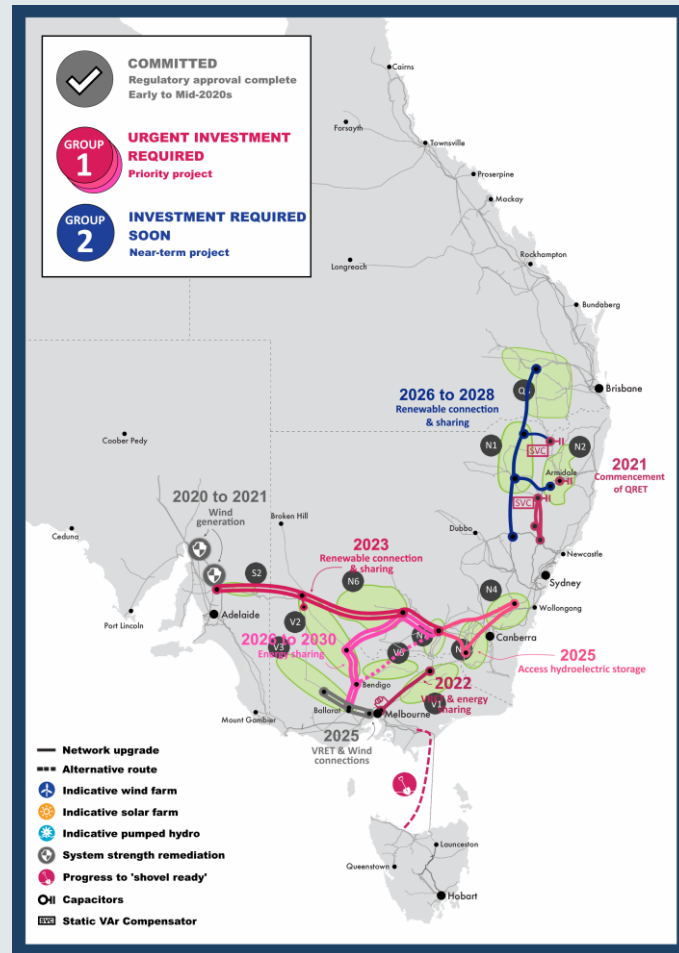 COMMITTED
Regulatory approval complete
Early to Mid-2020s
GROUP
1
URGENT INVESTMENT
REQUIRED
Priority project
GROUP
2
INVESTMENT REQUIRED
SOON
Near-term project
Cairns
Forsyath
Townsville
Proserpine
Mackay
Rockhampton
Longreach
Bundaberg
Brisbane
2026 to 2028
Renewable connection
& sharing
N1
SVC
N2
Coober Pedy
Armidale
2021
Commencement
of QRET
SVC
2020 to 2021
Wind
generation
Broken Hill
Dubbo
Ceduna
2023
Renewable connection
& sharing
Newcastle
Sydney
S2
N6
N4
Wollongong
Port Lincoln
Adelaide
V2
Canberra
V3
2026 to 2030
Energy sharing
V6
2025
Access hydroelectric storage
Bendigo
2022
& energy
sharing
V1
Mount Gambier
Ballarat
Melbourne
2025
VRET & Wind
connections
Network upgrade
Alternative route
Indicative wind farm
Indicative solar farm
Indicative pumped hydro
System strength remediation
Progress to 'shovel ready'
Capacitors
SVC
Static VAr Compensator
Launceston
Queenstown
Hobart